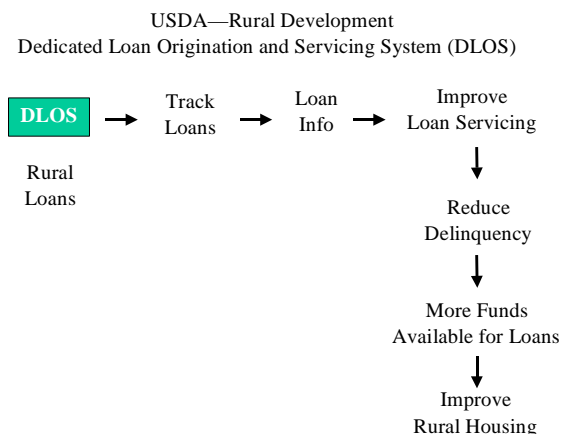 USDA—Rural Development
Dedicated Loan Origination and Servicing System (DLOS)
DLOS
Track
Loans
Loan
Info
Improve
Loan Servicing
Rural
Loans
Reduce
Delinquency
More Funds
Available for Loans
Improve
Rural Housing